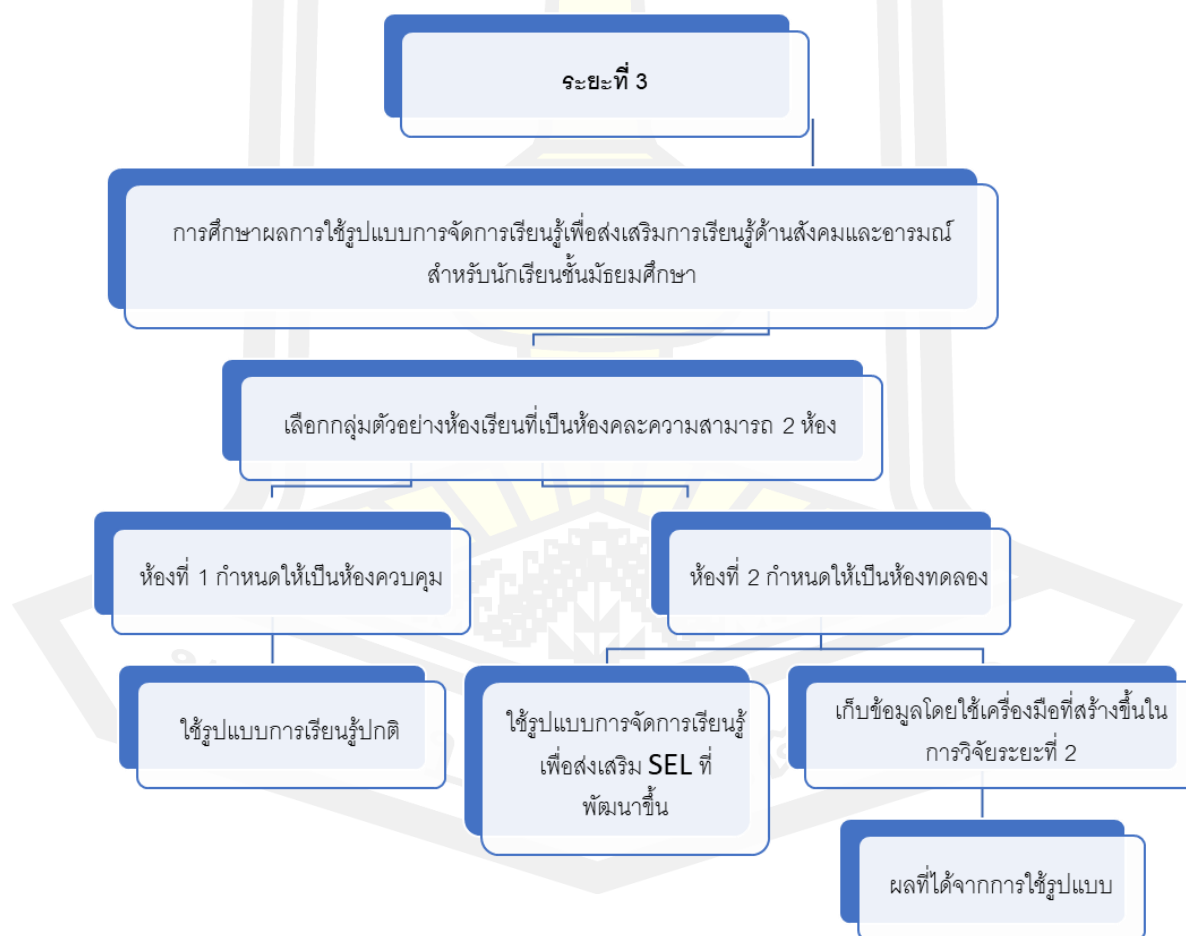 ระยะที่ 3
การศึกษาผลการใช้รูปแบบการจัดการเรียนรู้เพื่อส่งเสริมการเรียนรู้ด้านสังคมและอารมณ์
สำหรับนักเรียนชั้นมัธยมศึกษา
เลือกกลุ่มตัวอย่างห้องเรียนที่เป็นห้องคละความสามารถ 2 ห้อง
ห้องที่ 1 กำหนดให้เป็นห้องควบคุม
ห้องที่ 2 กำหนดให้เป็นห้องทดลอง
ใช้รูปแบบการเรียนรู้ปกติ
ใช้รูปแบบการจัดการเรียนรู้
เพื่อส่งเสริม SEL ที่
พัฒนาขึ้น
เก็บข้อมูลโดยใช้เครื่องมือที่สร้างขึ้นใน
การวิจัยระยะที่ 2
ผลที่ได้จากการใช้รูปแบบ